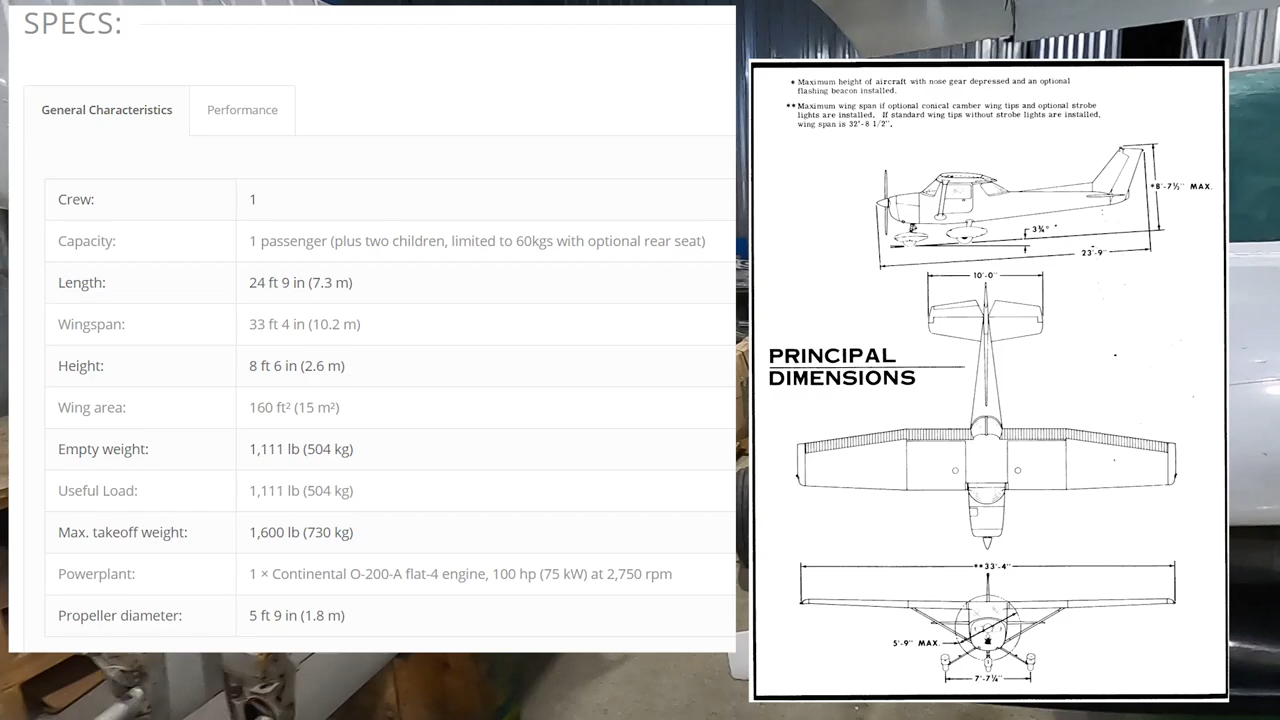 SPECS:
General Characteristics
Performance
Crew:
1
Capacity:
1 passenger (plus two children, limited to 60kgs with optional rear seat)
Length:
24 ft 9 in (7.3 m)
Wingspan:
33 ft 4 in (10.2 m)
Height:
8 ft 6 in (2.6 m)
Wing area:
160 ft² (15 m²)
Empty weight:
1,111 lb (504 kg)
Useful Load:
1,111 lb (504 kg)
Max. takeoff weight:
1,600 lb (730 kg)
Powerplant:
1 × Continental O-200-A flat-4 engine, 100 hp (75 kW) at 2,750 rpm
Propeller diameter:
5 ft 9 in (1.8 m)
* Maximum height of aircraft with nose gear depressed and an optional
flashing beacon installed.
** Maximum wing span if optional conical camber wing tips and optional strobe
lights are installed. If standard wing tips without strobe lights are installed,
wing span is 32'-8 1/2".
*8'-7½" MAX.
3¾°
23'-9"
10'-0"
PRINCIPAL
DIMENSIONS
**33'-4"
5'-9" MAX.
7'-7¼"